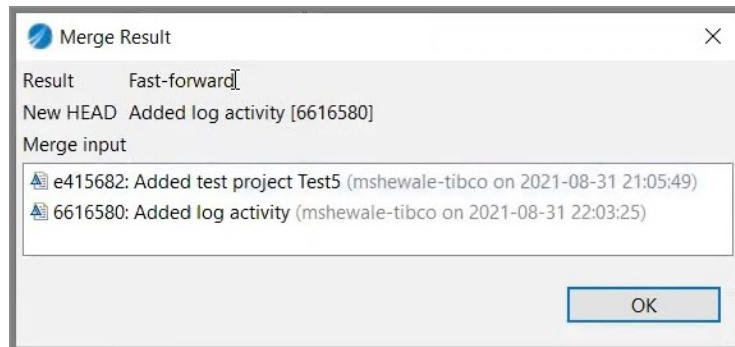 Merge Result
Result Fast-forward
New HEAD Added log activity [6616580]
Merge input
e415682: Added test project Test5 (mshewale-tibco on 2021-08-31 21:05:49)
6616580: Added log activity (mshewale-tibco on 2021-08-31 22:03:25)
OK